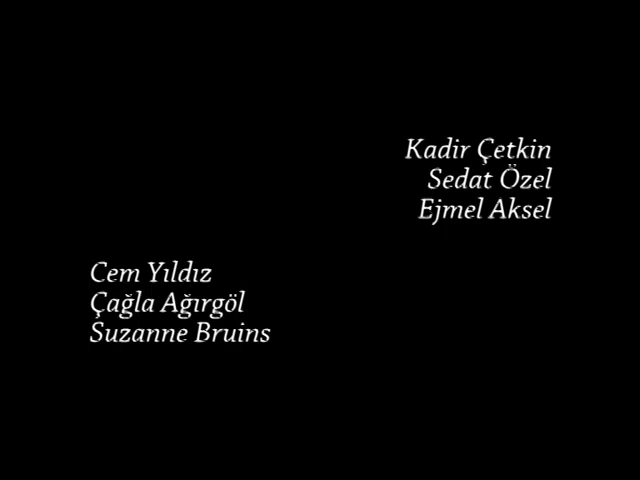 Kadir Çetkin
Sedat Özel
Ejmel Aksel
Cem Yıldız
Çağla Ağırgöl
Suzanne Bruins